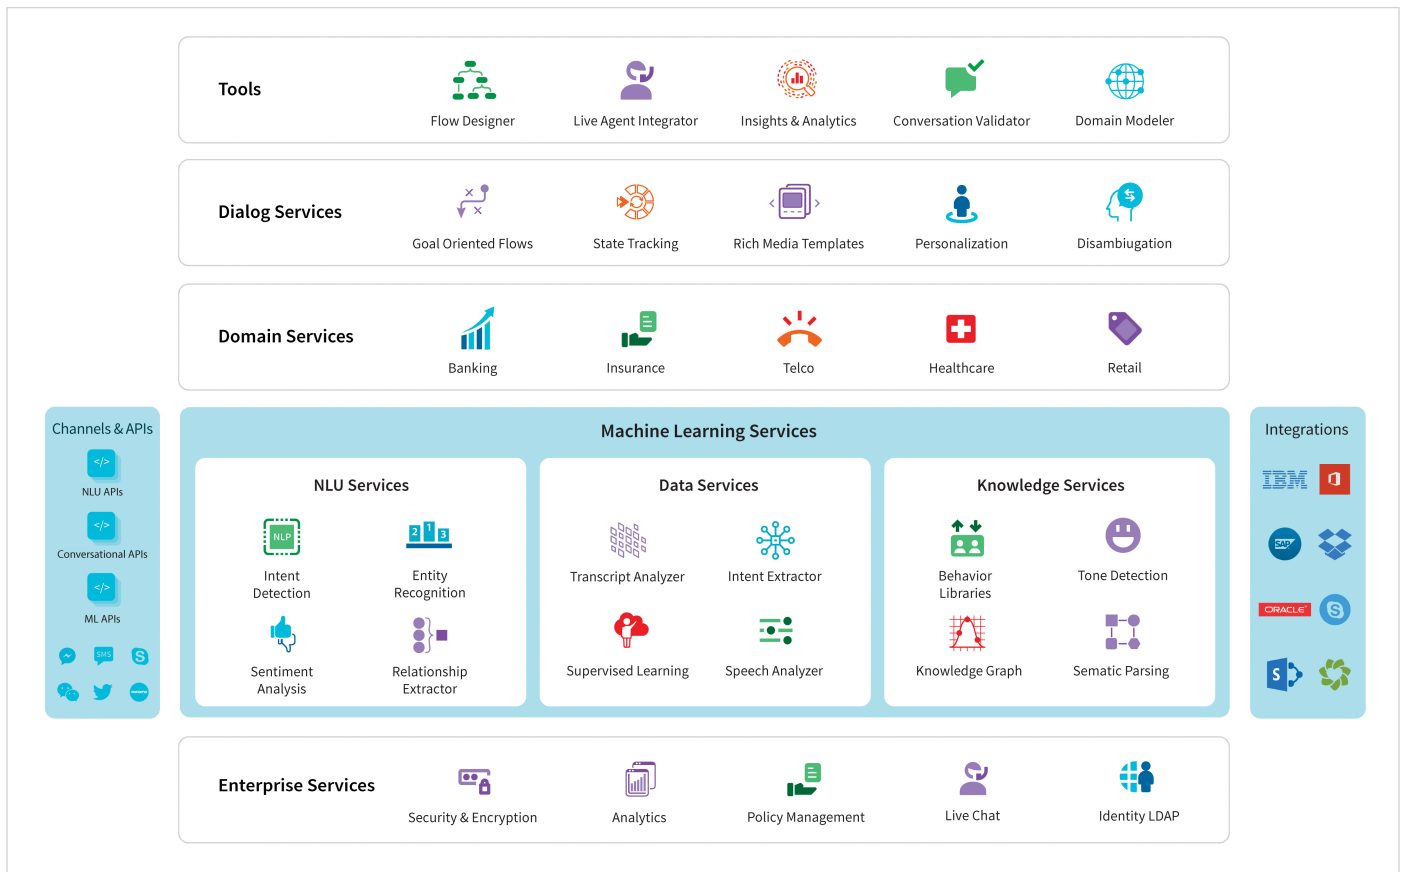 Tools
Flow Designer
Live Agent Integrator
Insights & Analytics
Conversation Validator
Domain Modeler
Dialog Services
Goal Oriented Flows
State Tracking
Rich Media Templates
Personalization
Disambiugation
Domain Services
Banking
Insurance
Telco
Healthcare
Retail
Channels & APIs
</>
NLU APIs
</>
Conversational APIs
</>
ML APIs
SMS
Machine Learning Services
NLU Services
NLP
Intent
Detection
2 1 3
Entity
Recognition
Sentiment
Analysis
Relationship
Extractor
Data Services
Transcript Analyzer
Intent Extractor
Supervised Learning
Speech Analyzer
Knowledge Services
Behavior
Libraries
Tone Detection
Knowledge Graph
Sematic Parsing
Integrations
IBM
SAP
ORACLE
S
S
Enterprise Services
Security & Encryption
Analytics
Policy Management
Live Chat
Identity LDAP